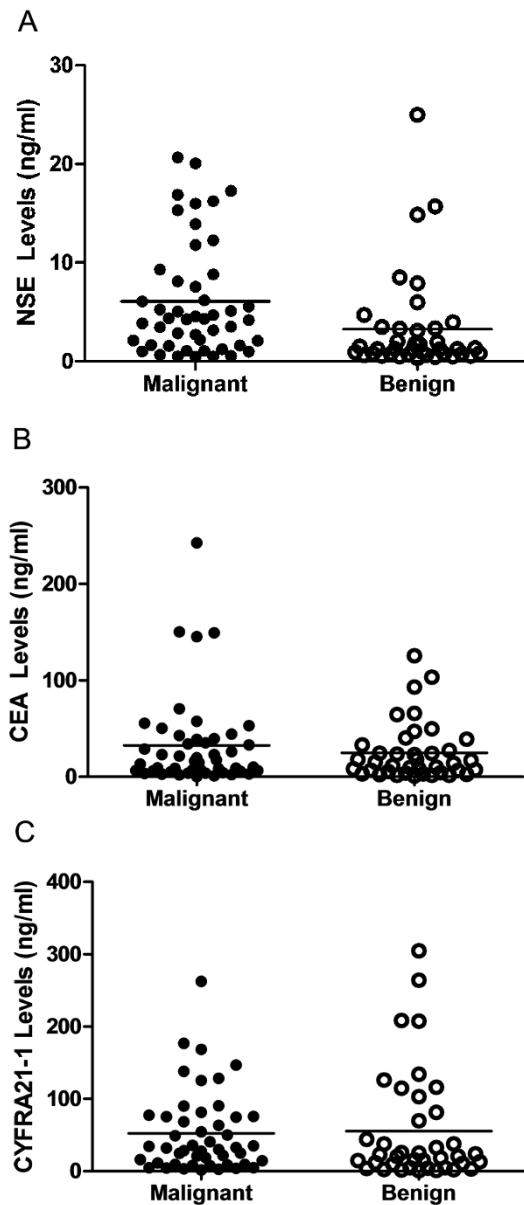 A
NSE Levels (ng/ml)
30
20
10
0
Malignant Benign
B
CEA Levels (ng/ml)
300
200
100
0
Malignant Benign
C
CYFRA21-1 Levels (ng/ml)
400
300
200
100
0
Malignant Benign